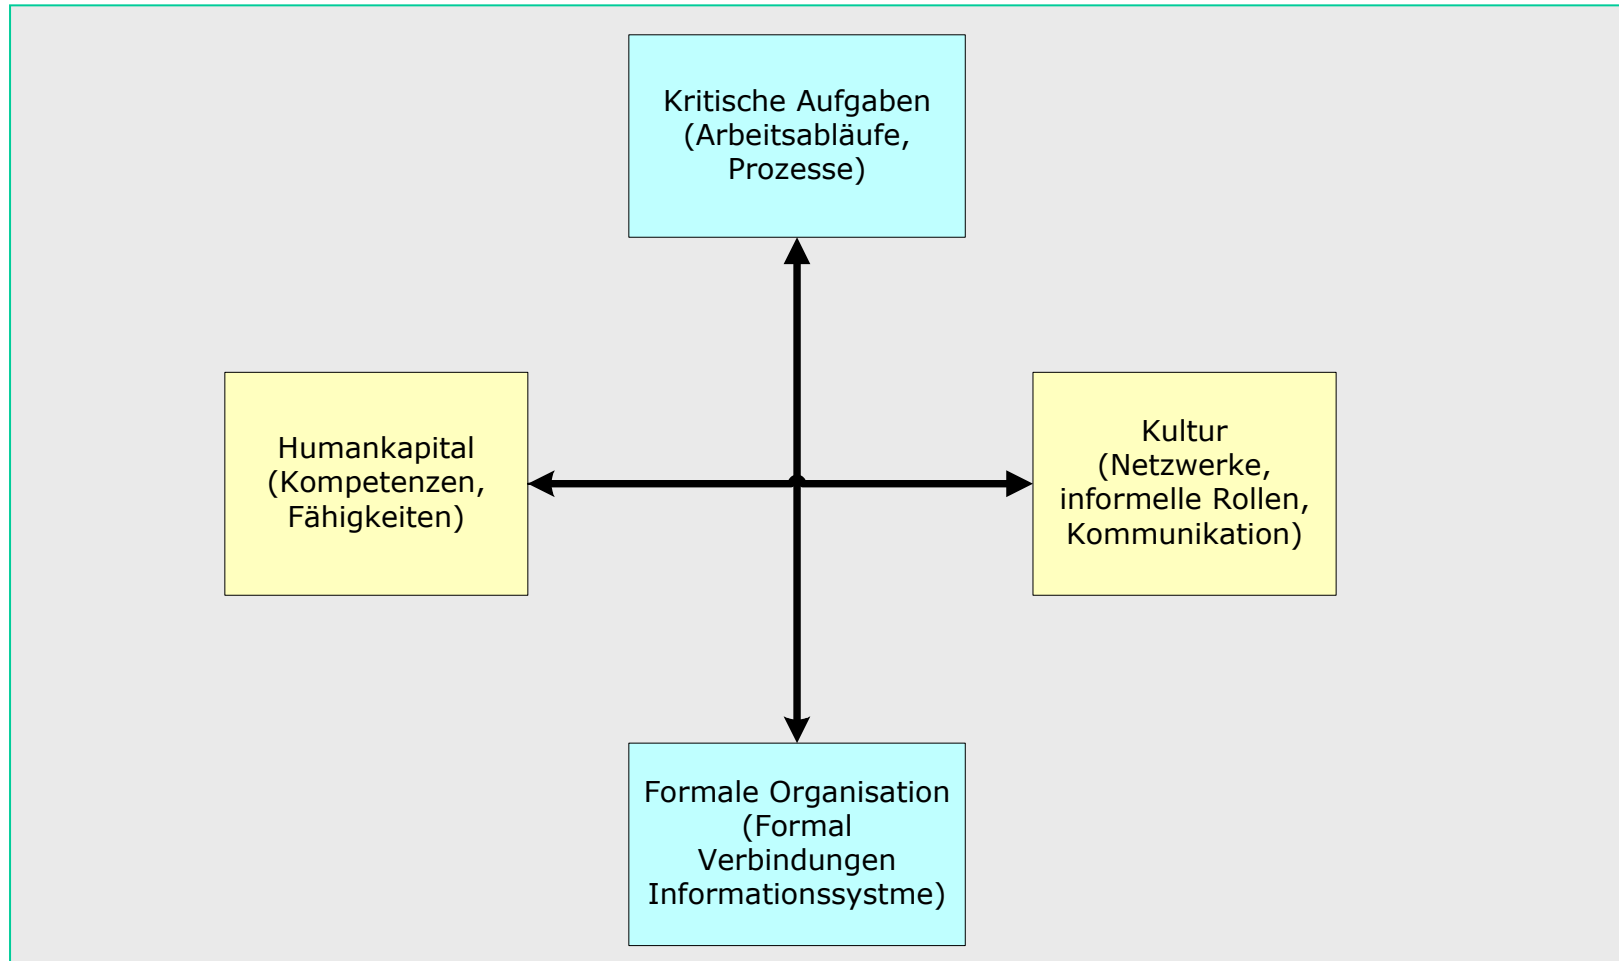 Kritische Aufgaben
(Arbeitsabläufe,
Prozesse)
Humankapital
(Kompetenzen,
Fähigkeiten)
Kultur
(Netzwerke,
informelle Rollen,
Kommunikation)
Formale Organisation
(Formal
Verbindungen
Informationssystme)